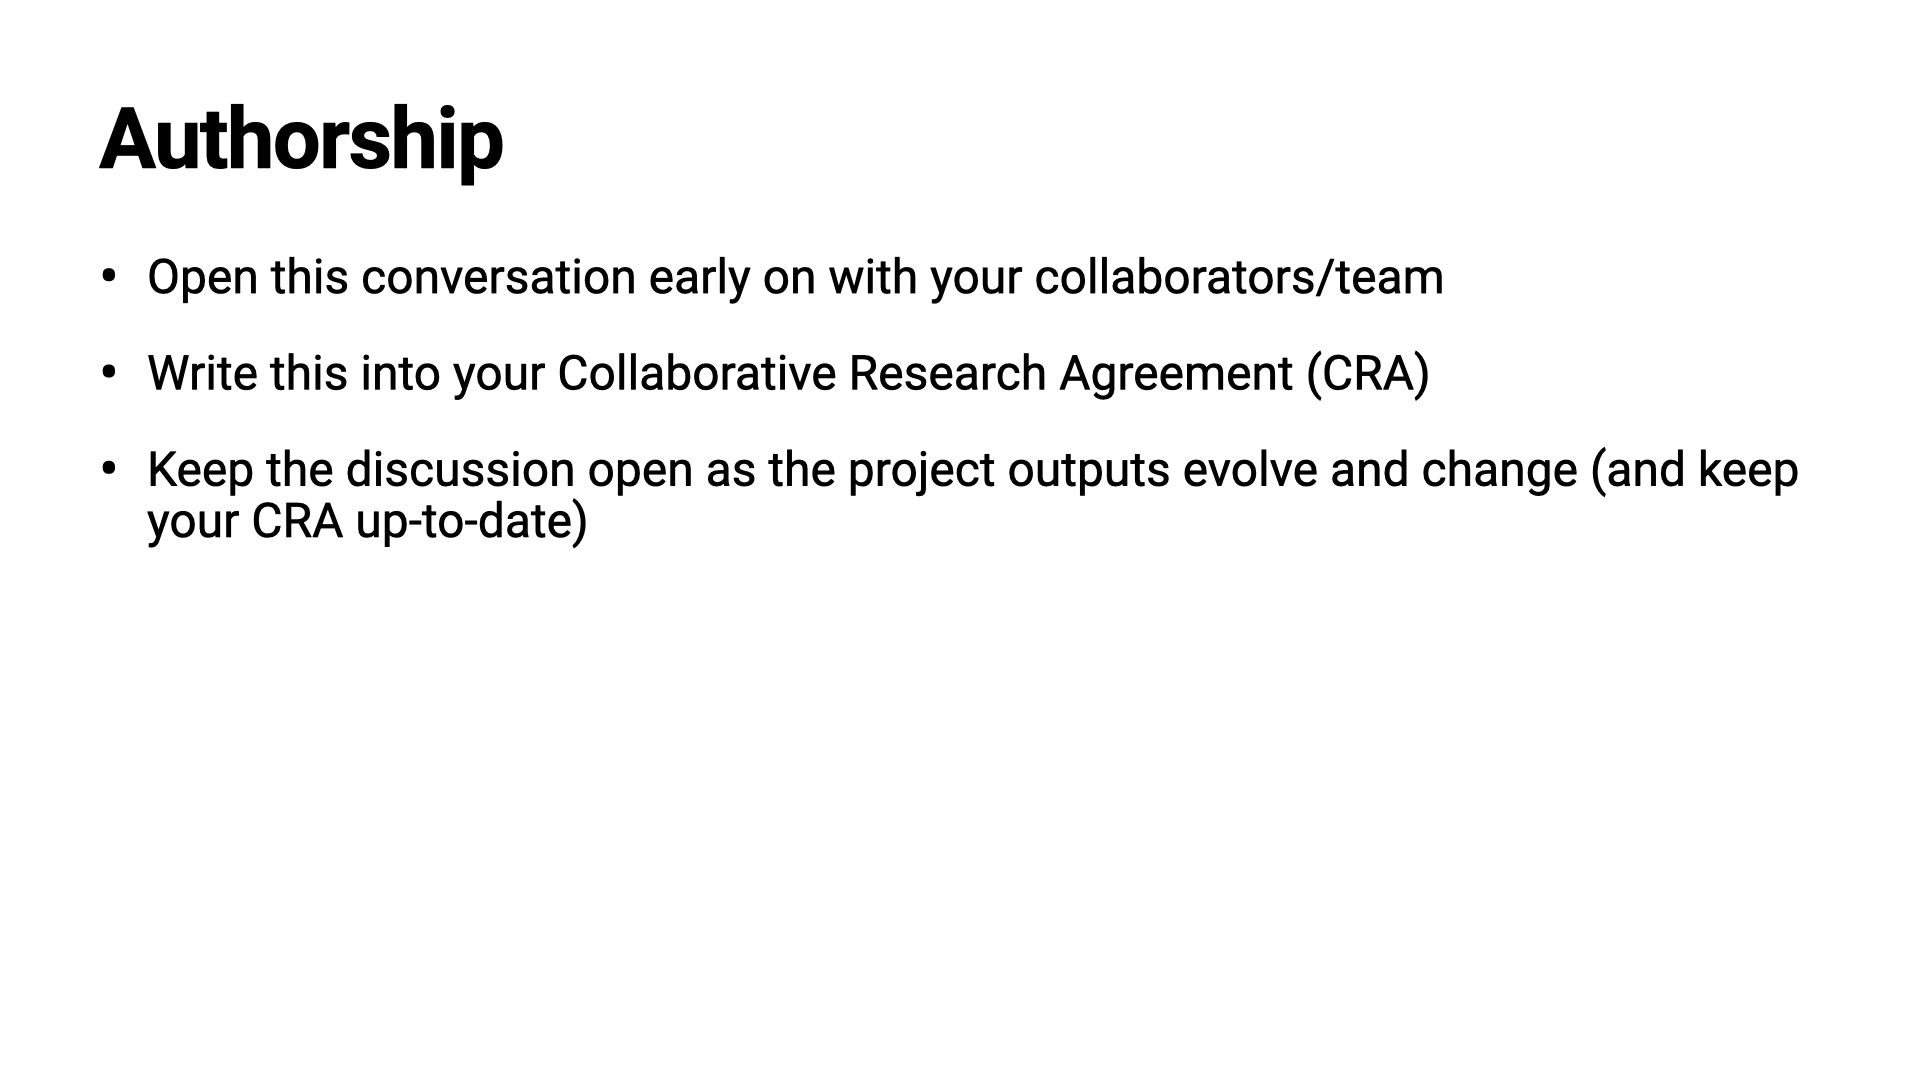 Authorship
• Open this conversation early on with your collaborators/team
• Write this into your Collaborative Research Agreement (CRA)
• Keep the discussion open as the project outputs evolve and change (and keep
your CRA up-to-date)